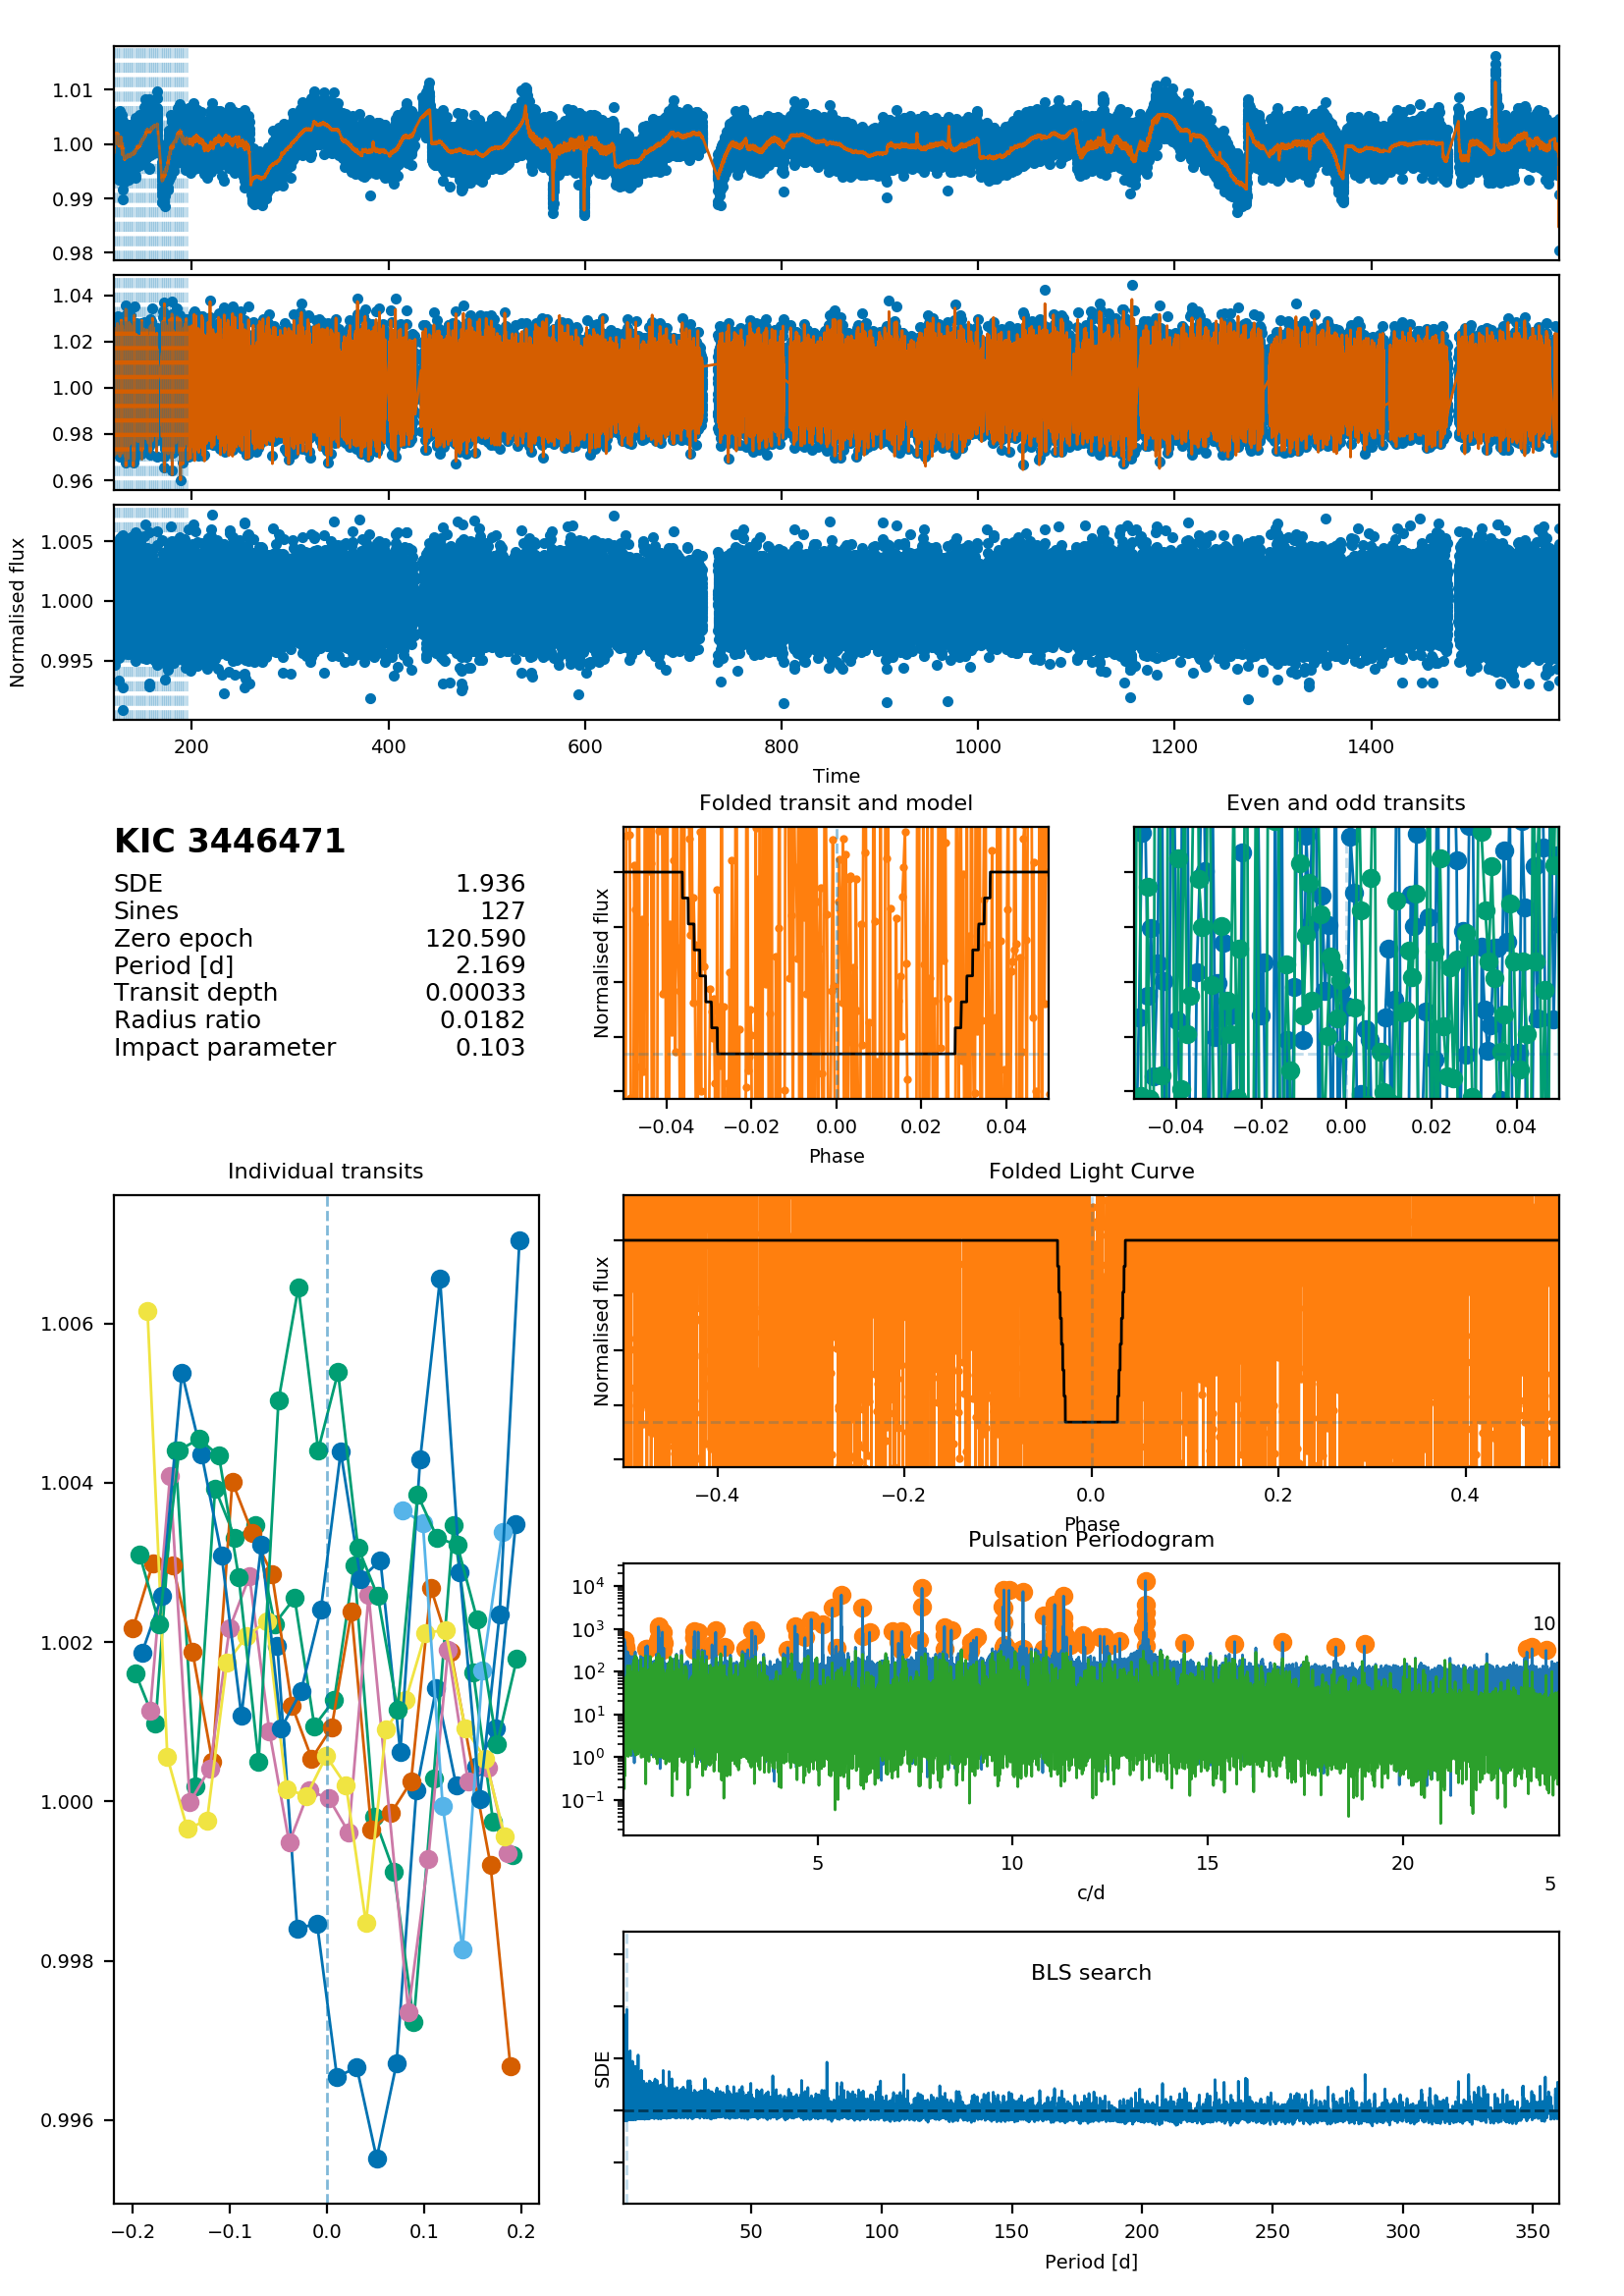 1.01
1.00
0.99
0.98
1.04
1.02
1.00
0.98
0.96
Normalised flux
1.005
1.000
0.995
200 400 600 800 1000 1200 1400
Time
KIC 3446471
SDE 1.936
Sines 127
Zero epoch 120.590
Period [d] 2.169
Transit depth 0.00033
Radius ratio 0.0182
Impact parameter 0.103
Folded transit and model
Normalised flux
−0.04 −0.02 0.00 0.02 0.04
Phase
Even and odd transits
−0.04 −0.02 0.00 0.02 0.04
Individual transits
1.006
1.004
1.002
1.000
0.998
0.996
−0.2 −0.1 0.0 0.1 0.2
Folded Light Curve
Normalised flux
−0.4 −0.2 0.0 0.2 0.4
Phase
Pulsation Periodogram
10⁴
10³
10²
10¹
10⁰
10⁻¹
10
5 10 15 20
c/d
5
BLS search
SDE
50 100 150 200 250 300 350
Period [d]